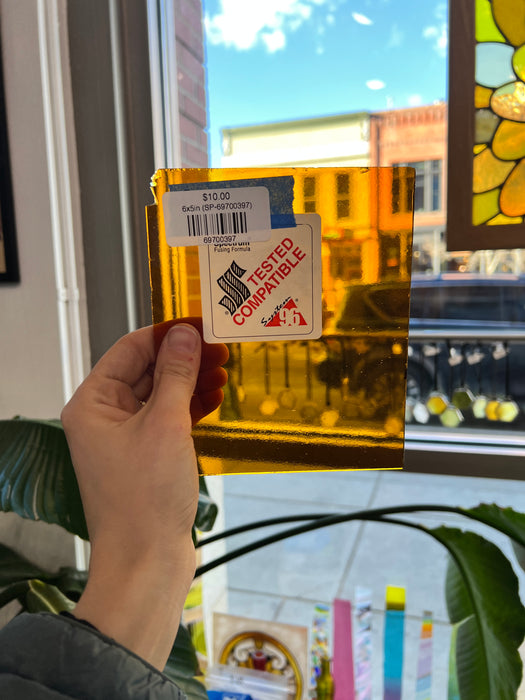 $10.00
6x5in (SP-69700397)
69700397
Spectrum
Fusing Formula
TESTED
COMPATIBLE
System
96